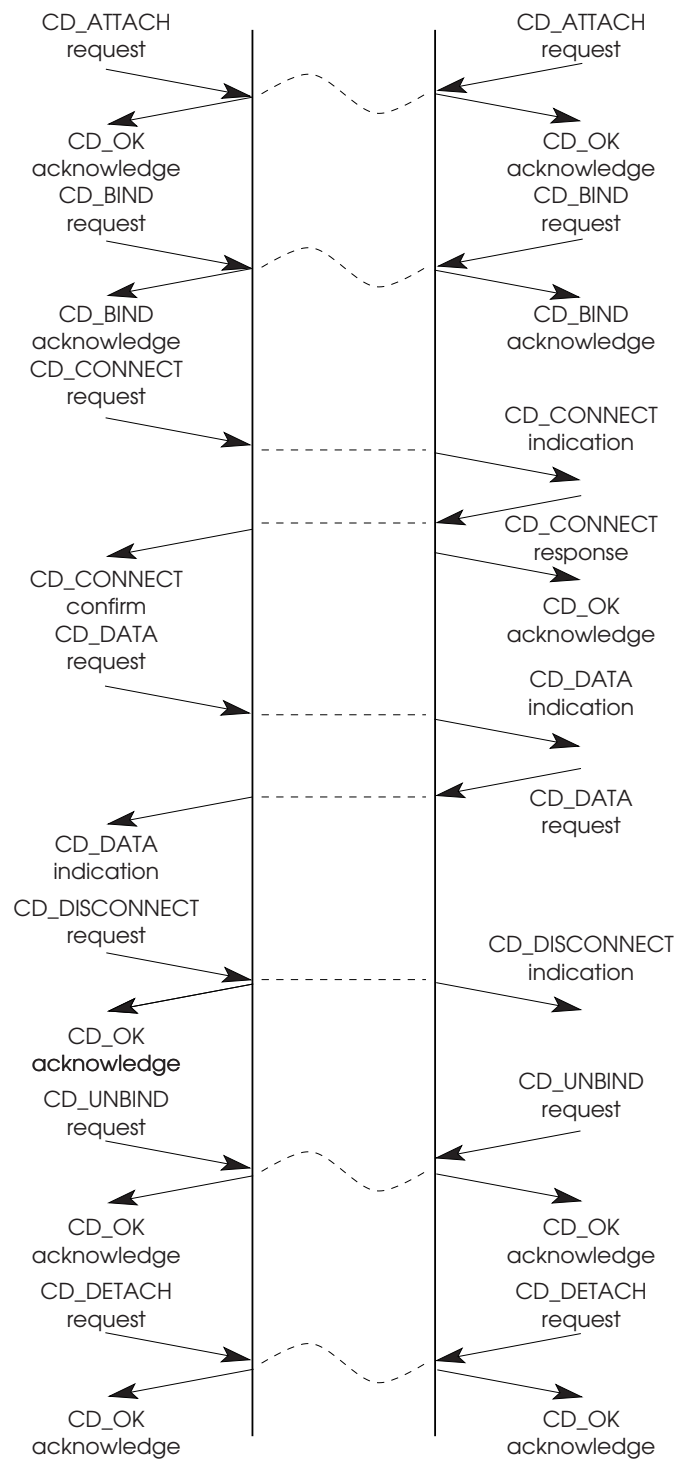 CD_ATTACH
request
CD_ATTACH
request
CD_OK
acknowledge
CD_OK
acknowledge
CD_BIND
request
CD_BIND
request
CD_BIND
acknowledge
CD_BIND
acknowledge
CD_CONNECT
request
CD_CONNECT
indication
CD_CONNECT
response
CD_CONNECT
confirm
CD_OK
acknowledge
CD_DATA
request
CD_DATA
indication
CD_DATA
request
CD_DATA
indication
CD_DISCONNECT
request
CD_DISCONNECT
indication
CD_OK
acknowledge
CD_UNBIND
request
CD_UNBIND
request
CD_OK
acknowledge
CD_OK
acknowledge
CD_DETACH
request
CD_DETACH
request
CD_OK
acknowledge
CD_OK
acknowledge